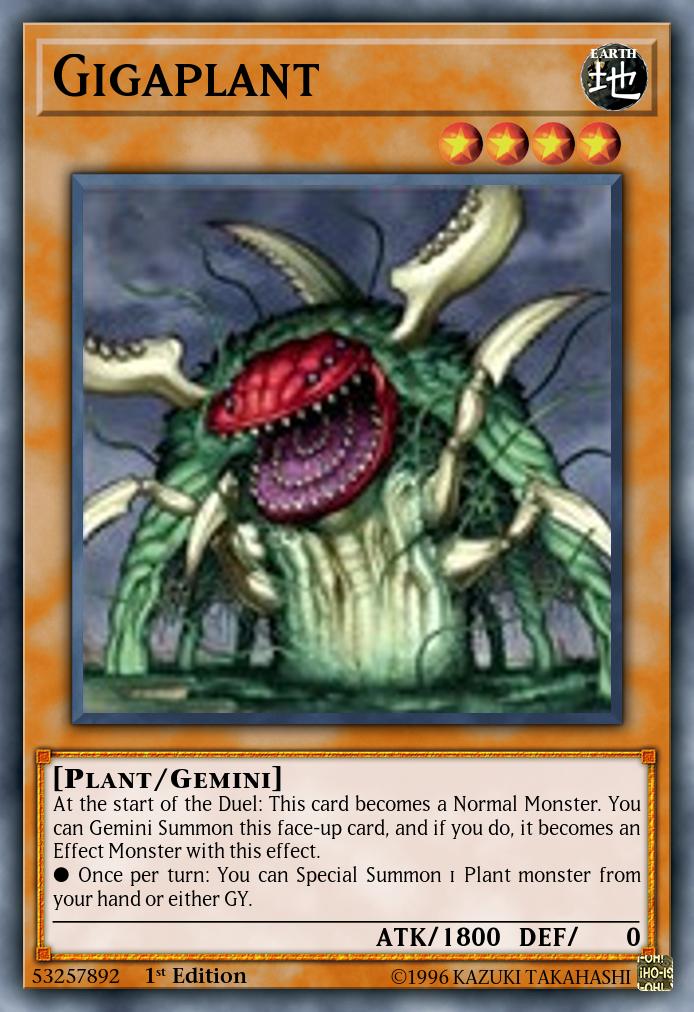 GIGAPLANT
EARTH
地
[PLANT/GEMINI]
At the start of the Duel: This card becomes a Normal Monster. You
can Gemini Summon this face-up card, and if you do, it becomes an
Effect Monster with this effect.
● Once per turn: You can Special Summon 1 Plant monster from
your hand or either GY.
ATK/1800 DEF/ 0
53257892 1st Edition ©1996 KAZUKI TAKAHASHI